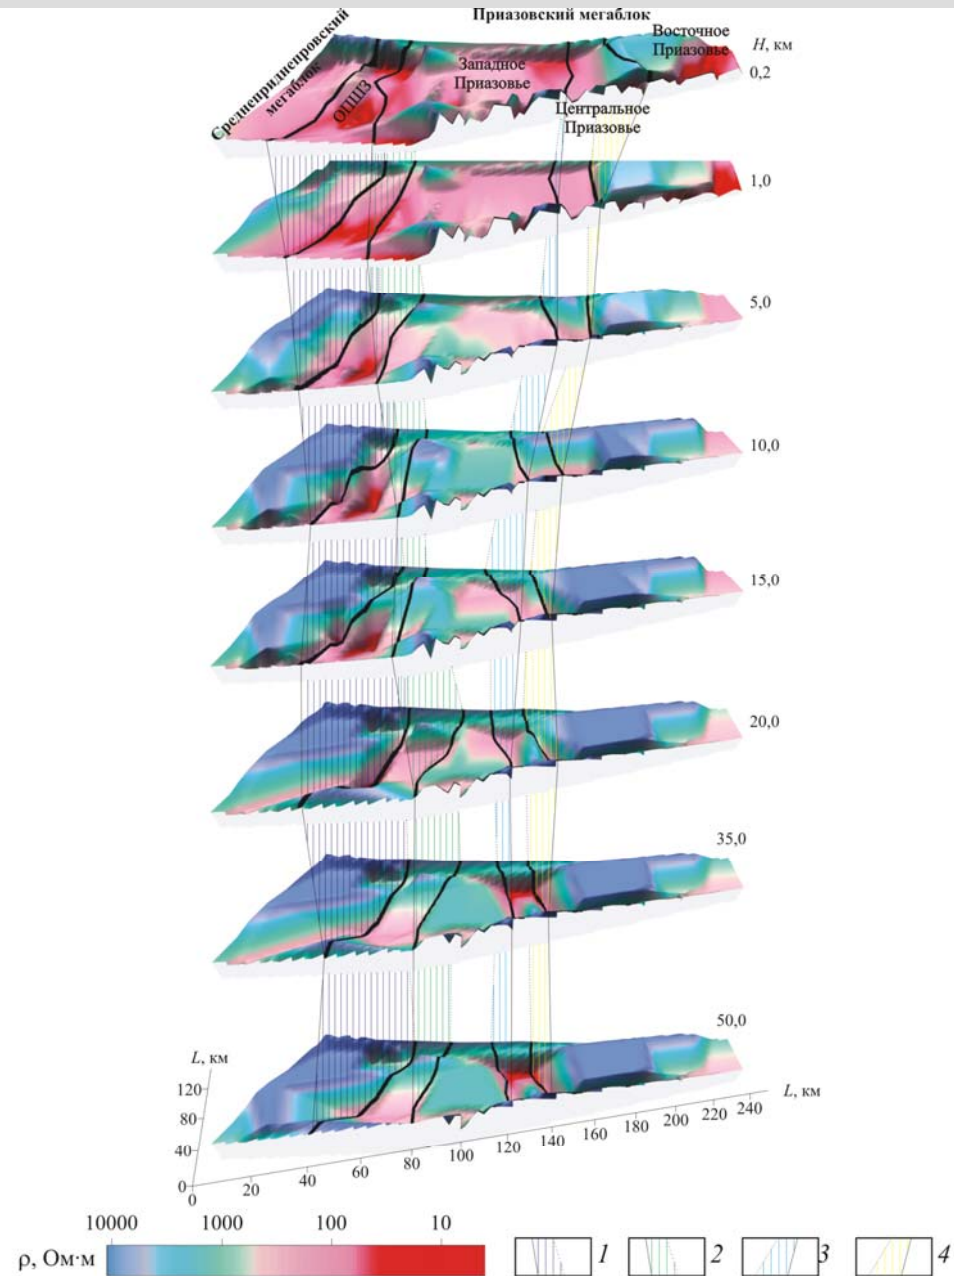 Приазовский мегаблок
Среднеприднепровский
мегаблок
ОПШЗ
Западное
Приазовье
Центральное
Приазовье
Восточное
Приазовье
H, км
0,2
1,0
5,0
10,0
15,0
20,0
35,0
50,0
L, км
120
80
40
0
0 20 40 60 80 100 120 140 160 180 200 220 240
L, км
10000 1000 100 10
ρ, Ом·м
1 2 3 4